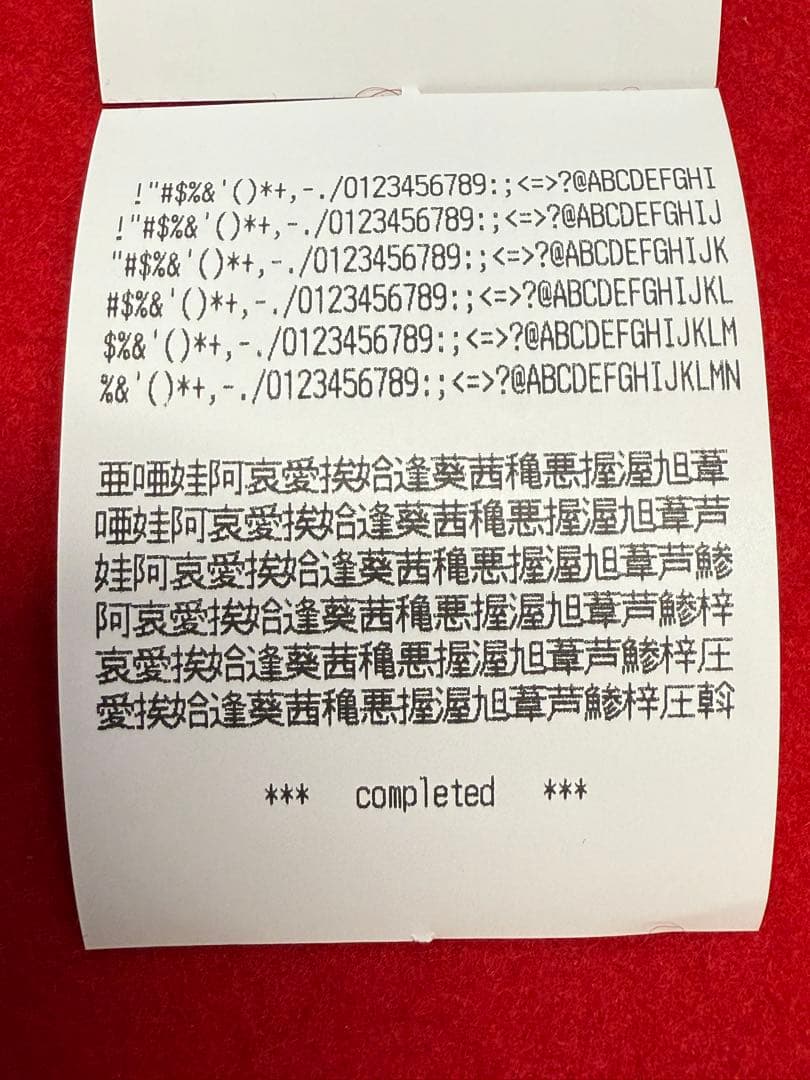 !"#$%&'()*+,-./0123456789:;<=>?@ABCDEFGHI
!"#$%&'()*+,-./0123456789:;<=>?@ABCDEFGHIJ
"#$%&'()*+,-./0123456789:;<=>?@ABCDEFGHIJK
#$%&'()*+,-./0123456789:;<=>?@ABCDEFGHIJKL
$%&'()*+,-./0123456789:;<=>?@ABCDEFGHIJKLM
%&'()*+,-./0123456789:;<=>?@ABCDEFGHIJKLMN
亜唖娃阿哀愛挨姶逢葵茜穐悪握渥旭葦
唖娃阿哀愛挨姶逢葵茜穐悪握渥旭葦芦
娃阿哀愛挨姶逢葵茜穐悪握渥旭葦芦鯵
阿哀愛挨姶逢葵茜穐悪握渥旭葦芦鯵梓
哀愛挨姶逢葵茜穐悪握渥旭葦芦鯵梓圧
愛挨姶逢葵茜穐悪握渥旭葦芦鯵梓圧斡
*** completed ***